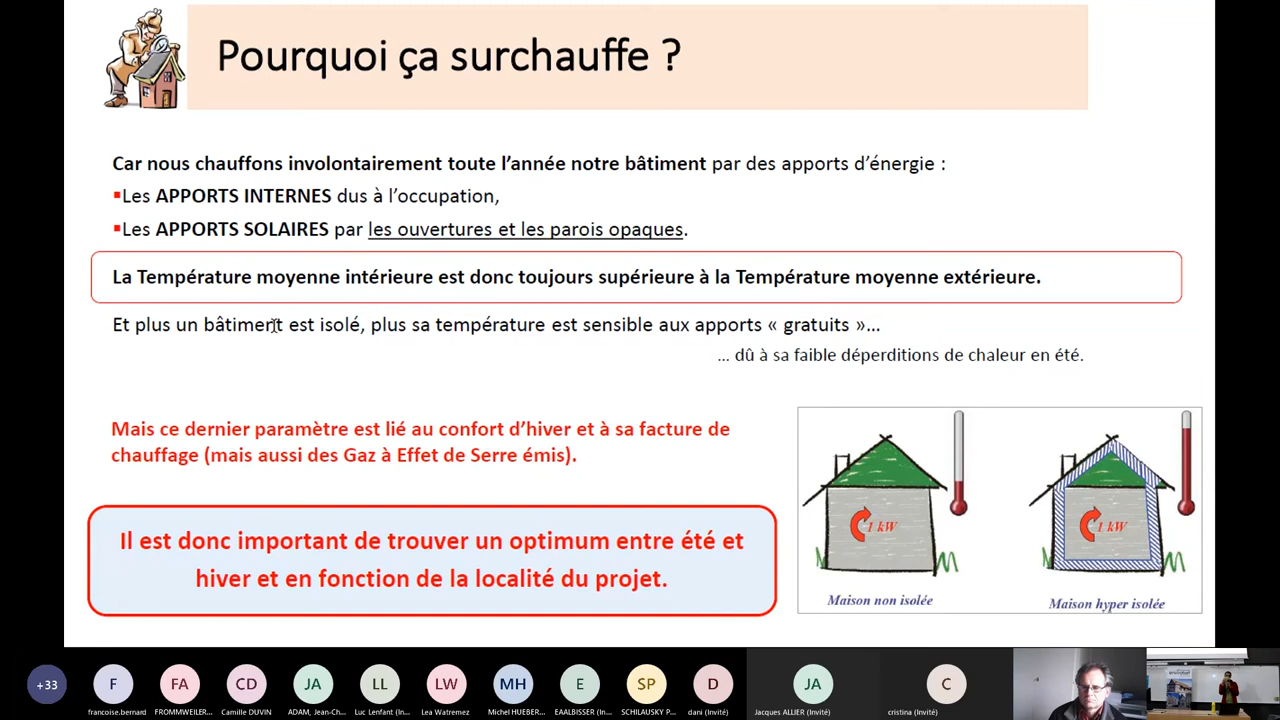 Pourquoi ça surchauffe ?
Car nous chauffons involontairement toute l’année notre bâtiment par des apports d’énergie :
▪Les APPORTS INTERNES dus à l’occupation,
▪Les APPORTS SOLAIRES par les ouvertures et les parois opaques.
La Température moyenne intérieure est donc toujours supérieure à la Température moyenne extérieure.
Et plus un bâtiment est isolé, plus sa température est sensible aux apports « gratuits »…
… dû à sa faible déperditions de chaleur en été.
Mais ce dernier paramètre est lié au confort d’hiver et à sa facture de
chauffage (mais aussi des Gaz à Effet de Serre émis).
Il est donc important de trouver un optimum entre été et
hiver et en fonction de la localité du projet.
1 kW
1 kW
Maison non isolée
Maison hyper isolée
+33
F
FA
CD
JA
LL
LW
MH
E
SP
D
JA
C
francoise.bernard
FROMMWEILER...
Camille DUVIN
ADAM, Jean-Ch...
Luc Lenfant (In...
Lea Watremez
Michel HUEBER...
EAALBISSER (In...
SCHILAUSKY P...
dani (Invité)
Jacques ALLIER (Invité)
cristina (Invité)